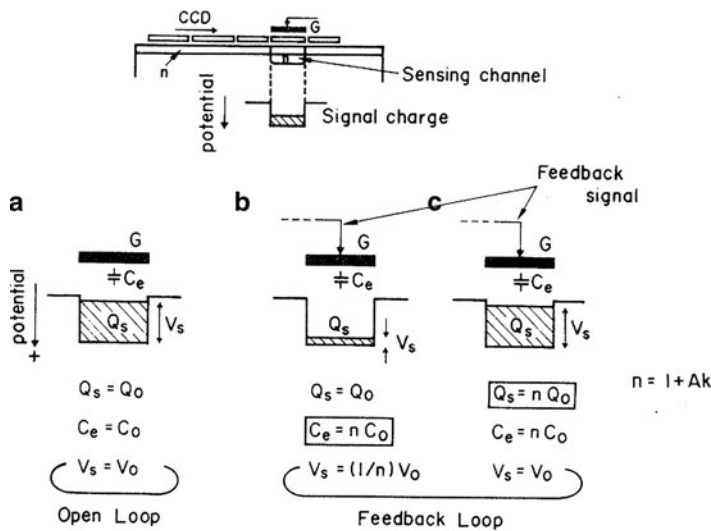 CCD
G
n
n
Sensing channel
potential
Signal charge
Feedback signal
a
b
c
G
G
G
Ce
Ce
Ce
potential
+
Qs
Vs
Qs
Vs
Qs
Vs
Qs = Qo
Qs = Qo
Qs = n Qo
n = 1 + Ak
Ce = Co
Ce = n Co
Ce = n Co
Vs = Vo
Vs = (1/n) Vo
Vs = Vo
Open Loop
Feedback Loop